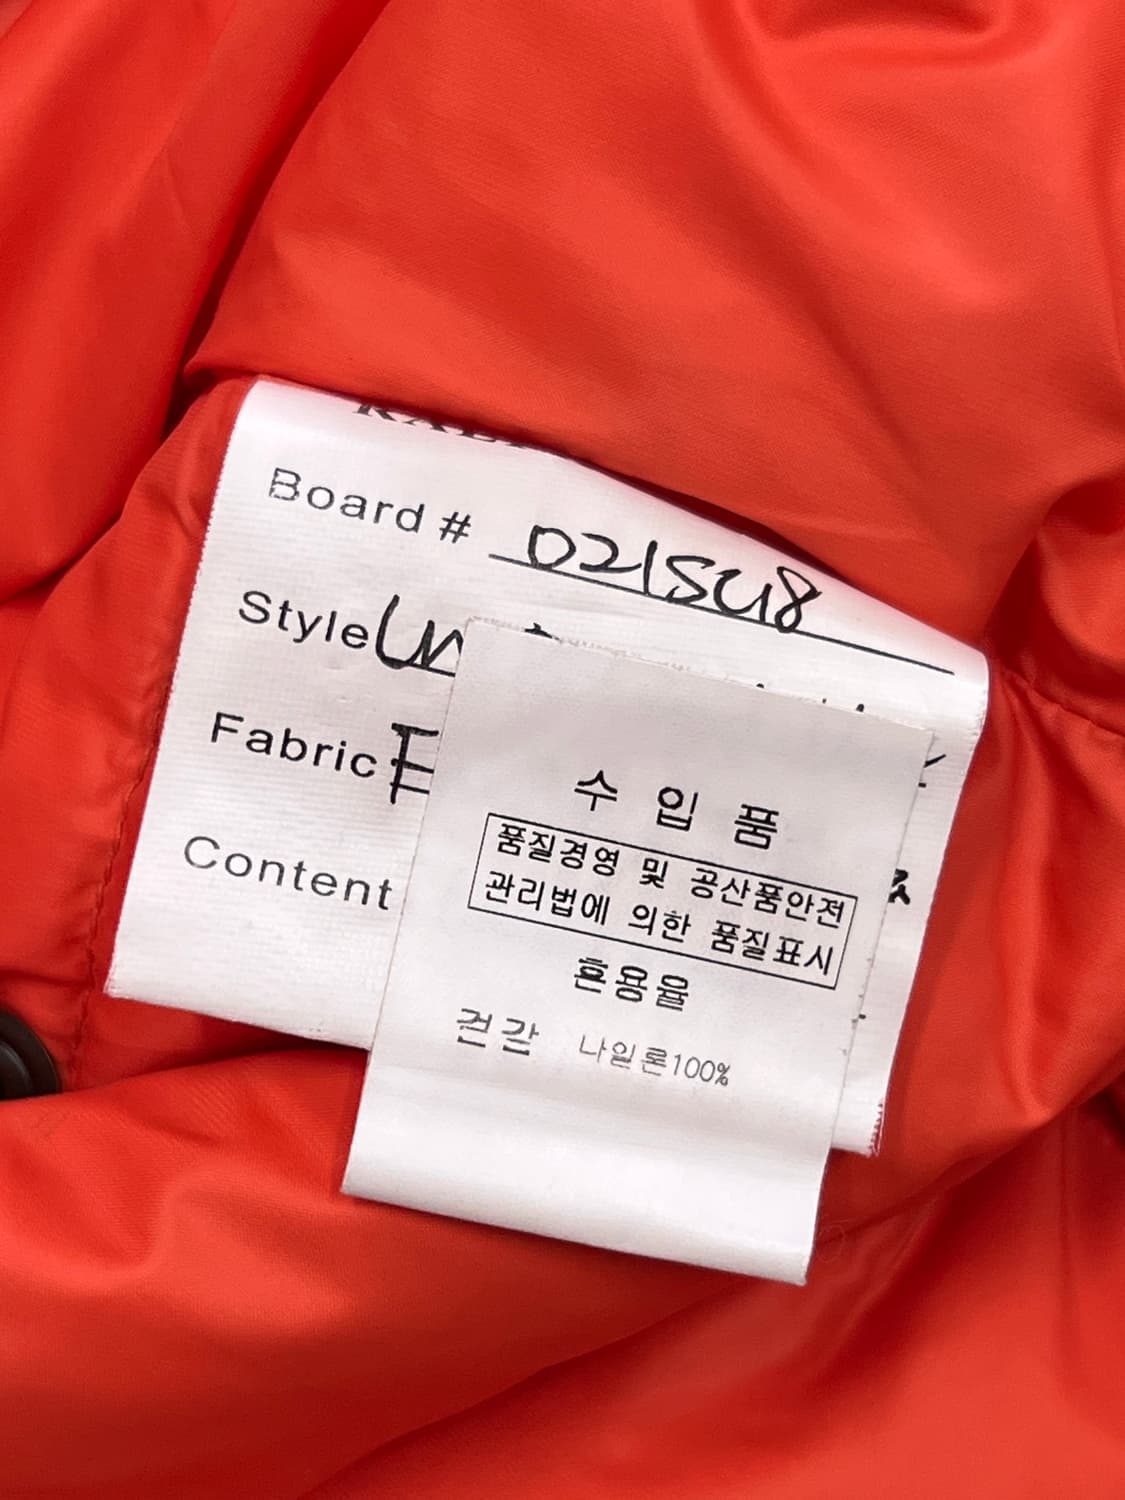 Board # D21SU18
Style
Fabric
Content
수입품
품질경영 및 공산품안전
관리법에 의한 품질표시
혼용율
겉감 나일론100%